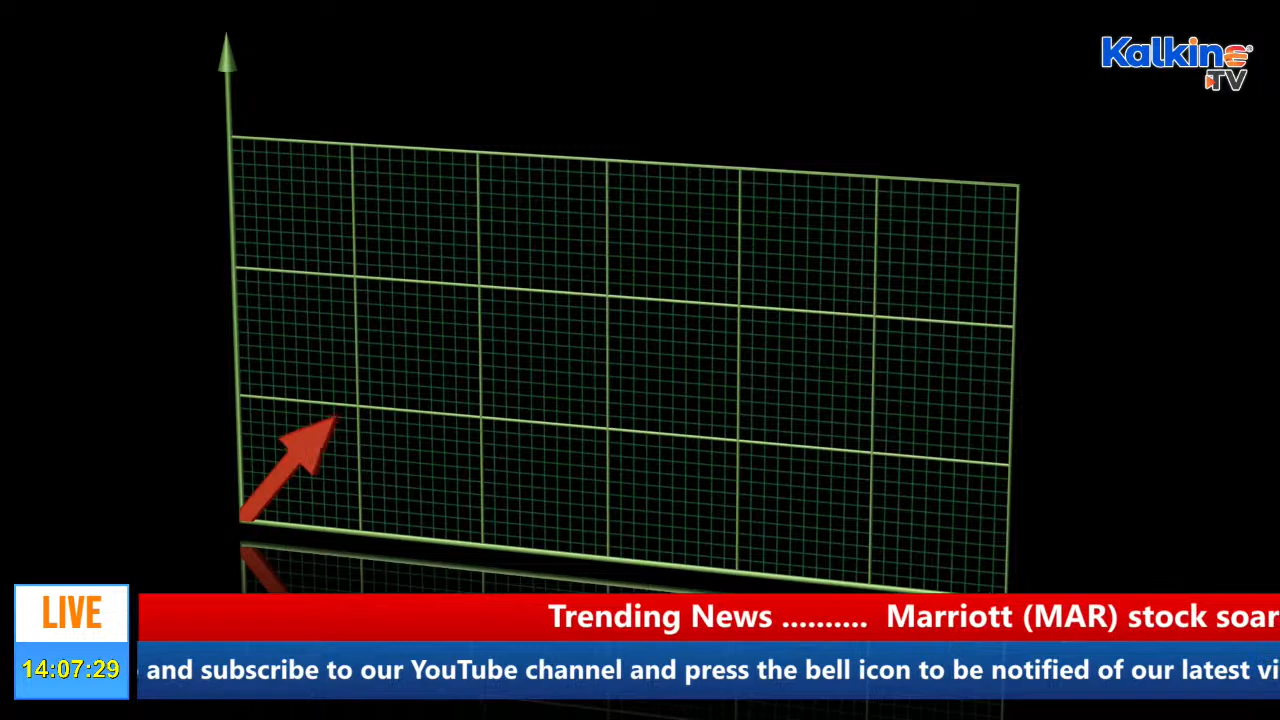 Kalkine
TV
LIVE
Trending News .......... Marriott (MAR) stock soar
14:07:29
and subscribe to our YouTube channel and press the bell icon to be notified of our latest vi